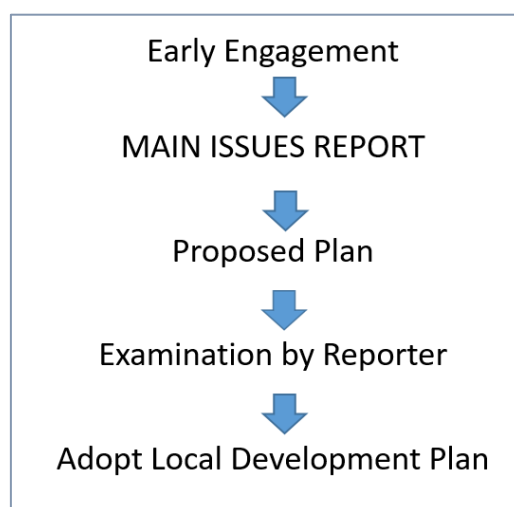 Early Engagement
MAIN ISSUES REPORT
Proposed Plan
Examination by Reporter
Adopt Local Development Plan